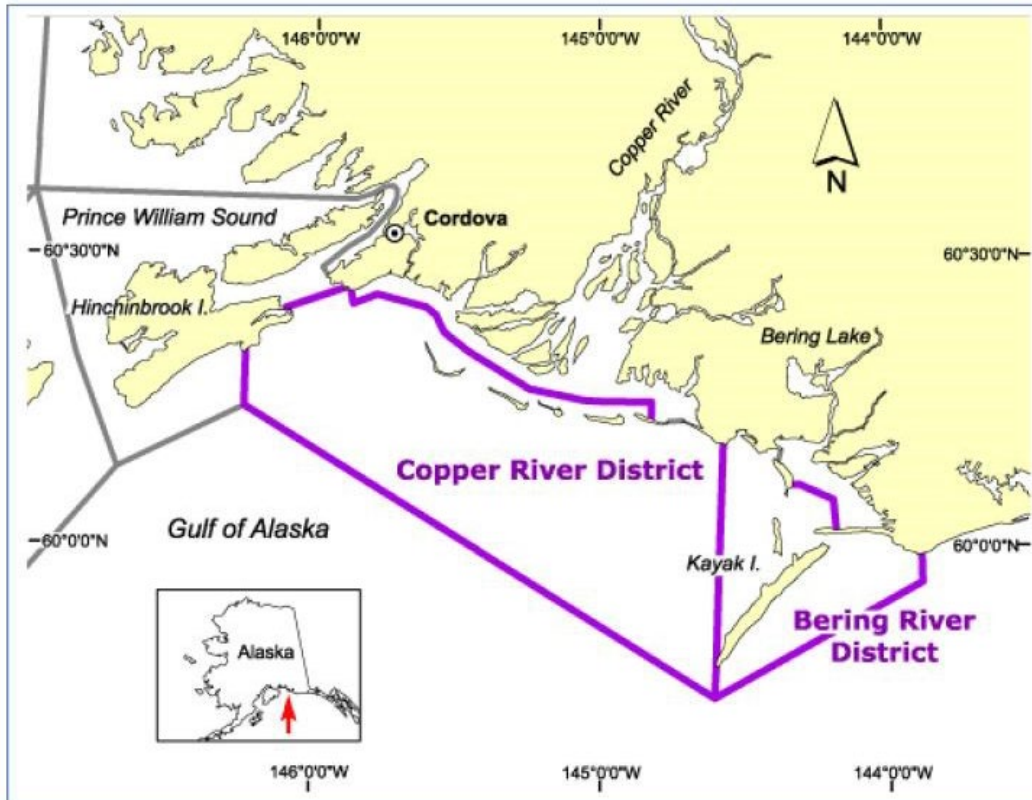 146°0'0"W
145°0'0"W
144°0'0"W
Copper River
N
Prince William Sound
Cordova
60°30'0"N
60°30'0"N
Hinchinbrook I.
Bering Lake
Copper River District
Gulf of Alaska
60°0'0"N
60°0'0"N
Kayak I.
Bering River
District
Alaska
146°0'0"W
145°0'0"W
144°0'0"W